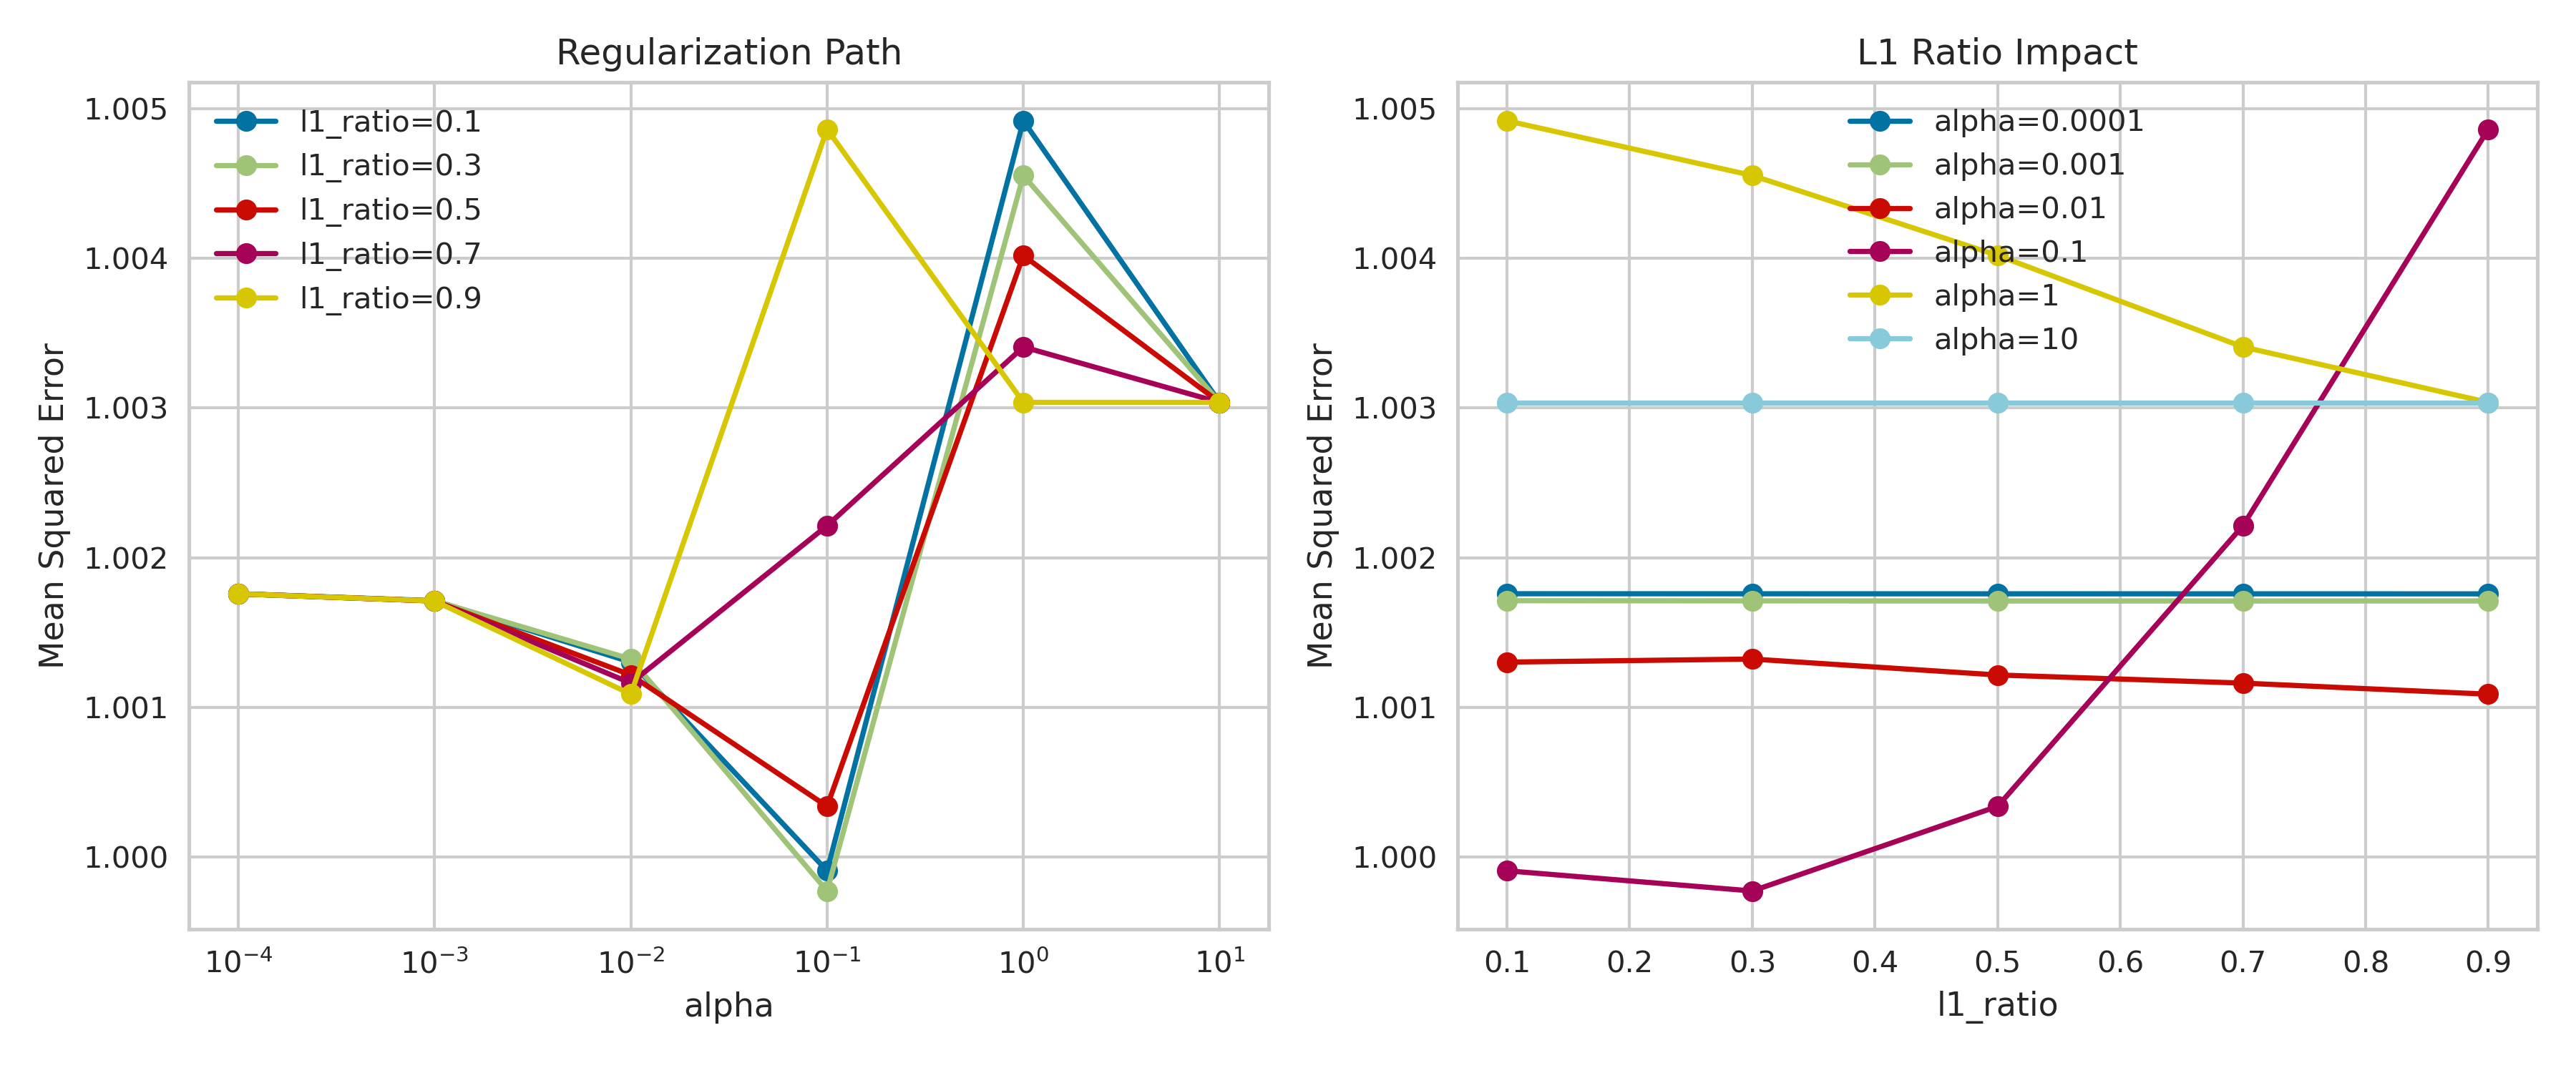 Regularization Path
Mean Squared Error
1.005
1.004
1.003
1.002
1.001
1.000
l1_ratio=0.1
l1_ratio=0.3
l1_ratio=0.5
l1_ratio=0.7
l1_ratio=0.9
10⁻⁴ 10⁻³ 10⁻² 10⁻¹ 10⁰ 10¹
alpha
L1 Ratio Impact
Mean Squared Error
1.005
1.004
1.003
1.002
1.001
1.000
alpha=0.0001
alpha=0.001
alpha=0.01
alpha=0.1
alpha=1
alpha=10
0.1 0.2 0.3 0.4 0.5 0.6 0.7 0.8 0.9
l1_ratio